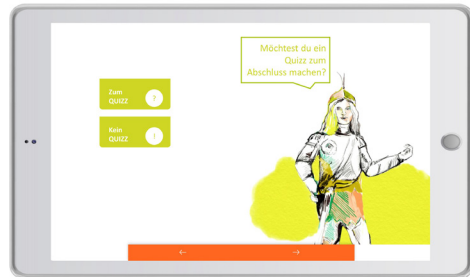 Möchtest du ein
Quizz zum
Abschluss machen?
Zum
QUIZZ
Kein
QUIZZ